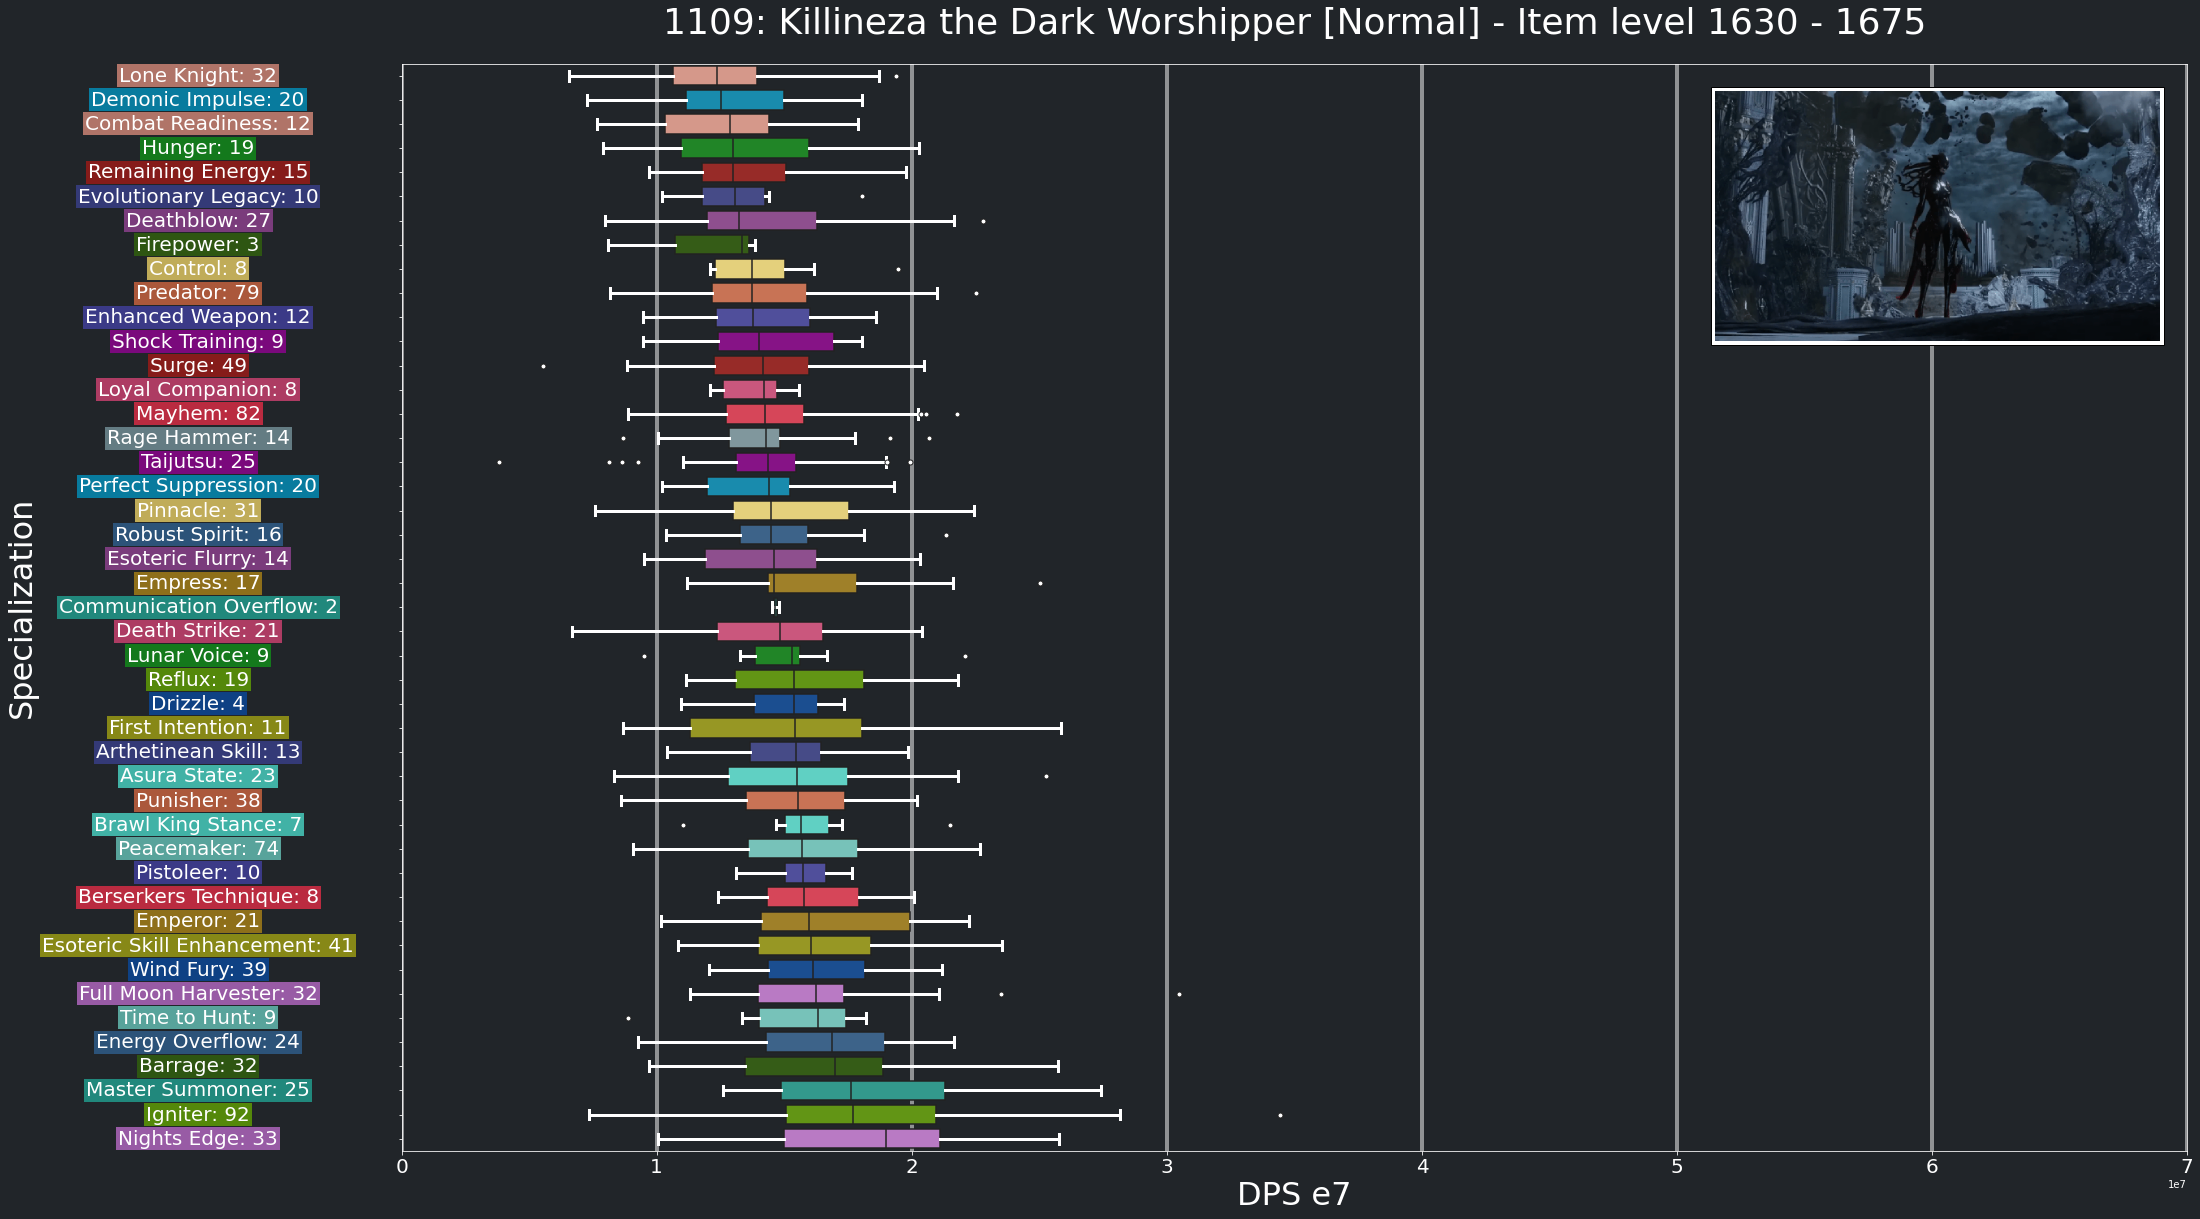 1109: Killineza the Dark Worshipper [Normal] - Item level 1630 - 1675
Specialization
Lone Knight: 32
Demonic Impulse: 20
Combat Readiness: 12
Hunger: 19
Remaining Energy: 15
Evolutionary Legacy: 10
Deathblow: 27
Firepower: 3
Control: 8
Predator: 79
Enhanced Weapon: 12
Shock Training: 9
Surge: 49
Loyal Companion: 8
Mayhem: 82
Rage Hammer: 14
Taijutsu: 25
Perfect Suppression: 20
Pinnacle: 31
Robust Spirit: 16
Esoteric Flurry: 14
Empress: 17
Communication Overflow: 2
Death Strike: 21
Lunar Voice: 9
Reflux: 19
Drizzle: 4
First Intention: 11
Arthetinean Skill: 13
Asura State: 23
Punisher: 38
Brawl King Stance: 7
Peacemaker: 74
Pistoleer: 10
Berserkers Technique: 8
Emperor: 21
Esoteric Skill Enhancement: 41
Wind Fury: 39
Full Moon Harvester: 32
Time to Hunt: 9
Energy Overflow: 24
Barrage: 32
Master Summoner: 25
Igniter: 92
Nights Edge: 33
0 1 2 3 4 5 6 7
1e7
DPS e7